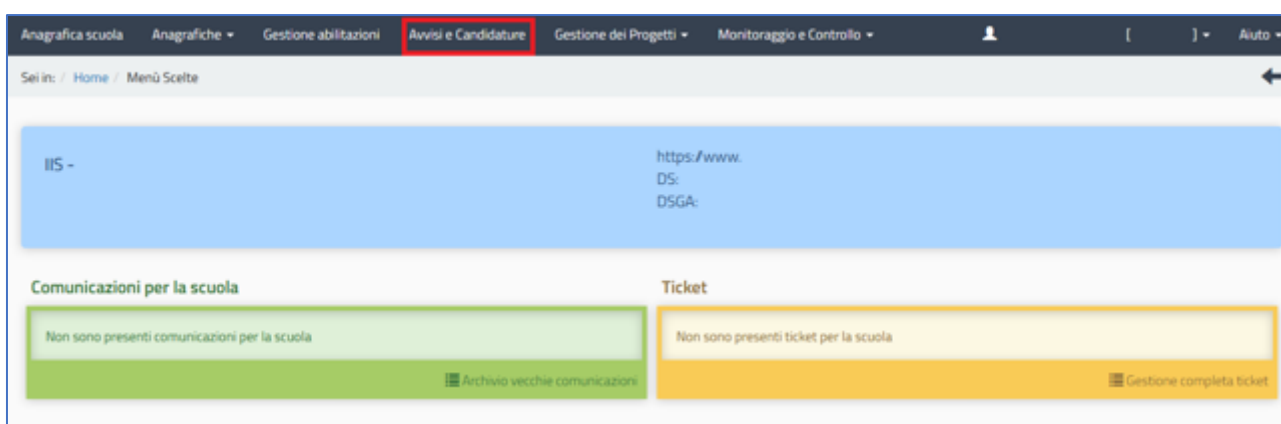 Anagrafica scuola Anagrafiche Gestione abilitazioni Avvisi e Candidature Gestione dei Progetti Monitoraggio e Controllo [ ] Aiuto
Sei in: / Home / Menù Scelte
IIS -
https://www.
DS:
DSGA:
Comunicazioni per la scuola
Non sono presenti comunicazioni per la scuola
Archivio vecchie comunicazioni
Ticket
Non sono presenti ticket per la scuola
Gestione completa ticket